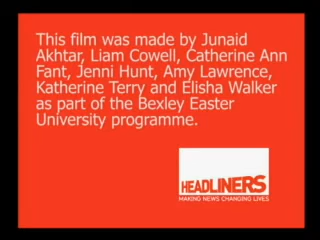 This film was made by Junaid
Akhtar, Liam Cowell, Catherine Ann
Fant, Jenni Hunt, Amy Lawrence,
Katherine Terry and Elisha Walker
as part of the Bexley Easter
University programme.
HEADLINERS
MAKING NEWS CHANGING LIVES